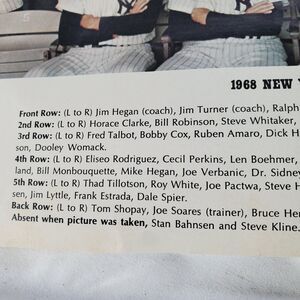 1968 NEW
Front Row: (L to R) Jim Hegan (coach), Jim Turner (coach), Ralph
2nd Row: (L to R) Horace Clarke, Bill Robinson, Steve Whitaker,
3rd Row: (L to R) Fred Talbot, Bobby Cox, Ruben Amaro, Dick H
son, Dooley Womack.
4th Row: (L to R) Eliseo Rodriguez, Cecil Perkins, Len Boehmer,
land, Bill Monbouquette, Mike Hegan, Joe Verbanic, Dr. Sidney
5th Row: (L to R) Thad Tillotson, Roy White, Joe Pactwa, Steve H
sen, Jim Lyttle, Frank Estrada, Dale Spier.
Back Row: (L to R) Tom Shopay, Joe Soares (trainer), Bruce Hen
Absent when picture was taken, Stan Bahnsen and Steve Kline.